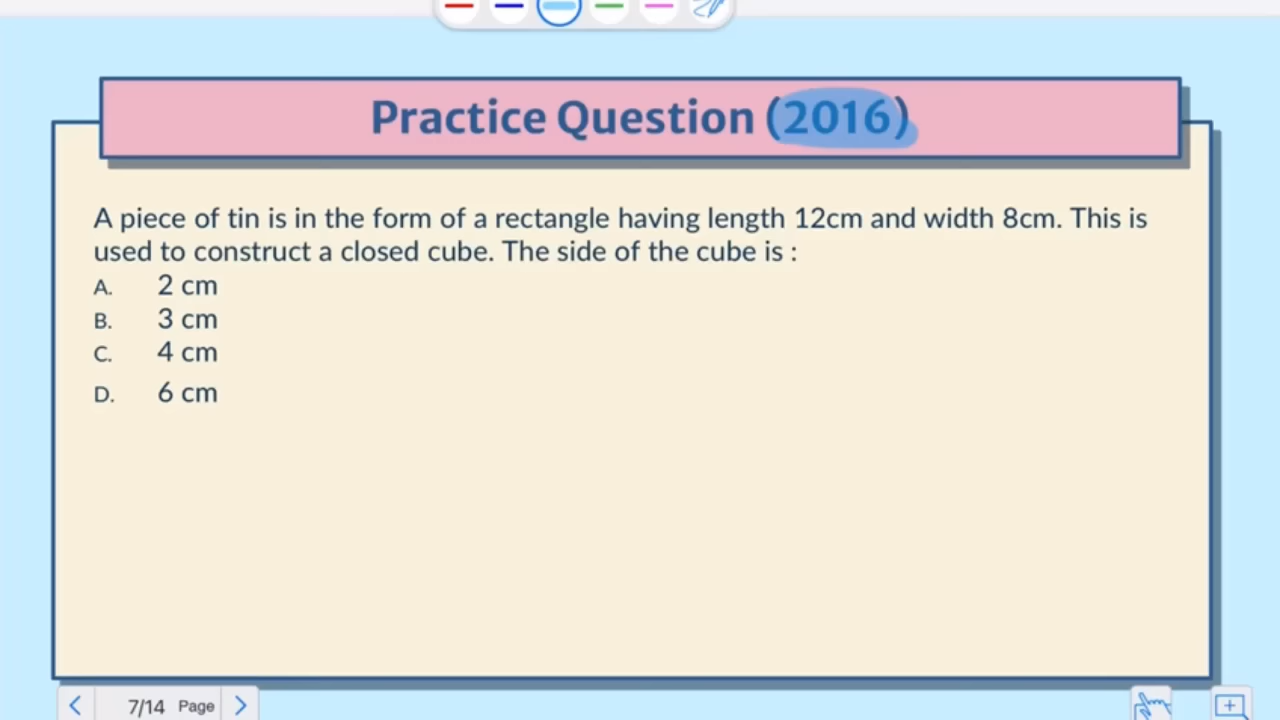 Practice Question (2016)
A piece of tin is in the form of a rectangle having length 12cm and width 8cm. This is
used to construct a closed cube. The side of the cube is :
A. 2 cm
B. 3 cm
C. 4 cm
D. 6 cm
7/14 Page